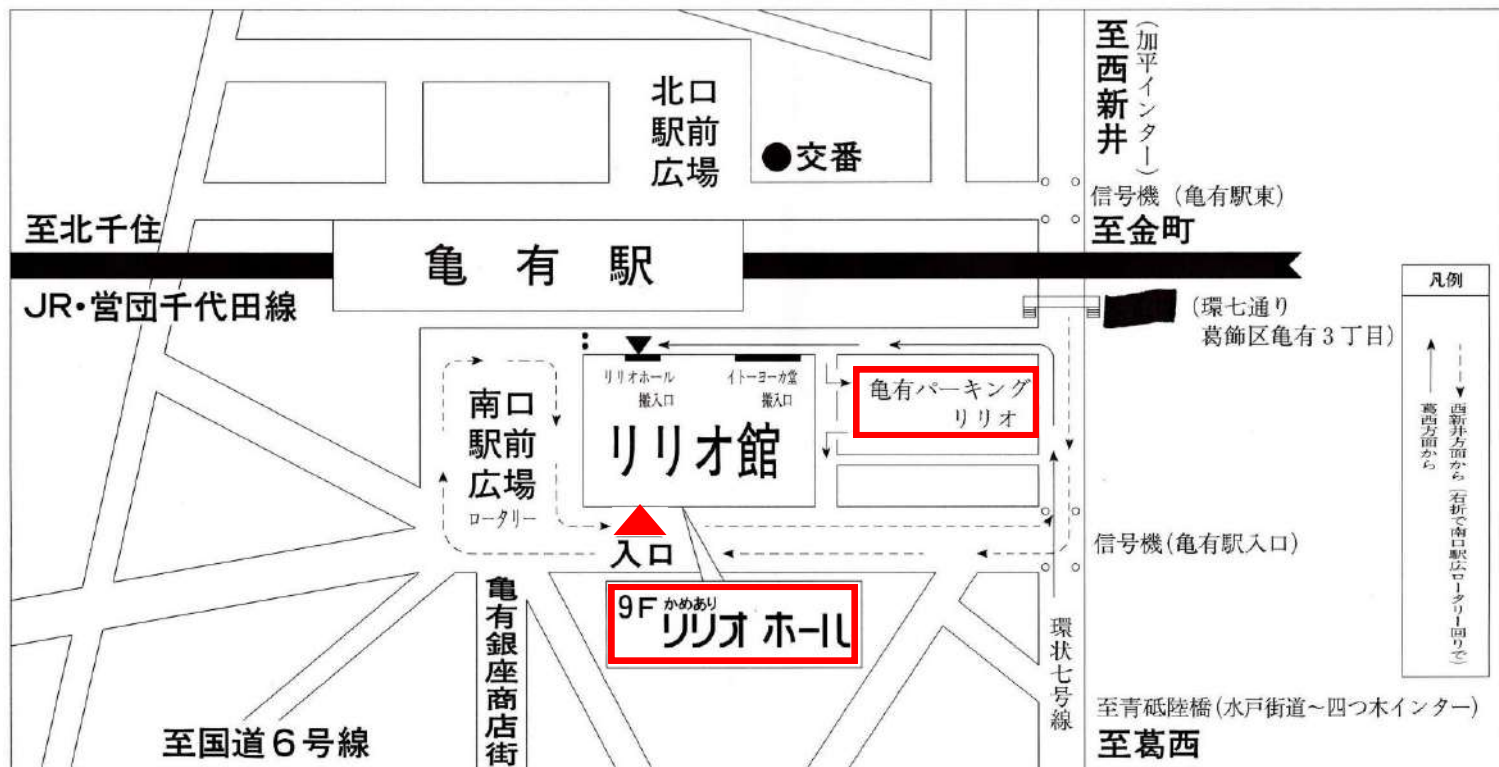 至西新井
(加平インター)
北口
駅前
広場
●交番
信号機 (亀有駅東)
至北千住
至金町
亀有駅
JR・営団千代田線
(環七通り
葛飾区亀有3丁目)
凡例
西新井方面から(右折で南口駅広ロータリー回りで)
葛西方面から
リリオホール
搬入口
イトーヨーカ堂
搬入口
亀有パーキング
リリオ
南口
駅前
広場
ロータリー
リリオ館
入口
信号機(亀有駅入口)
9F かめあり
リリオ ホール
亀有銀座商店街
環状七号線
至国道6号線
至青砥陸橋(水戸街道~四つ木インター)
至葛西